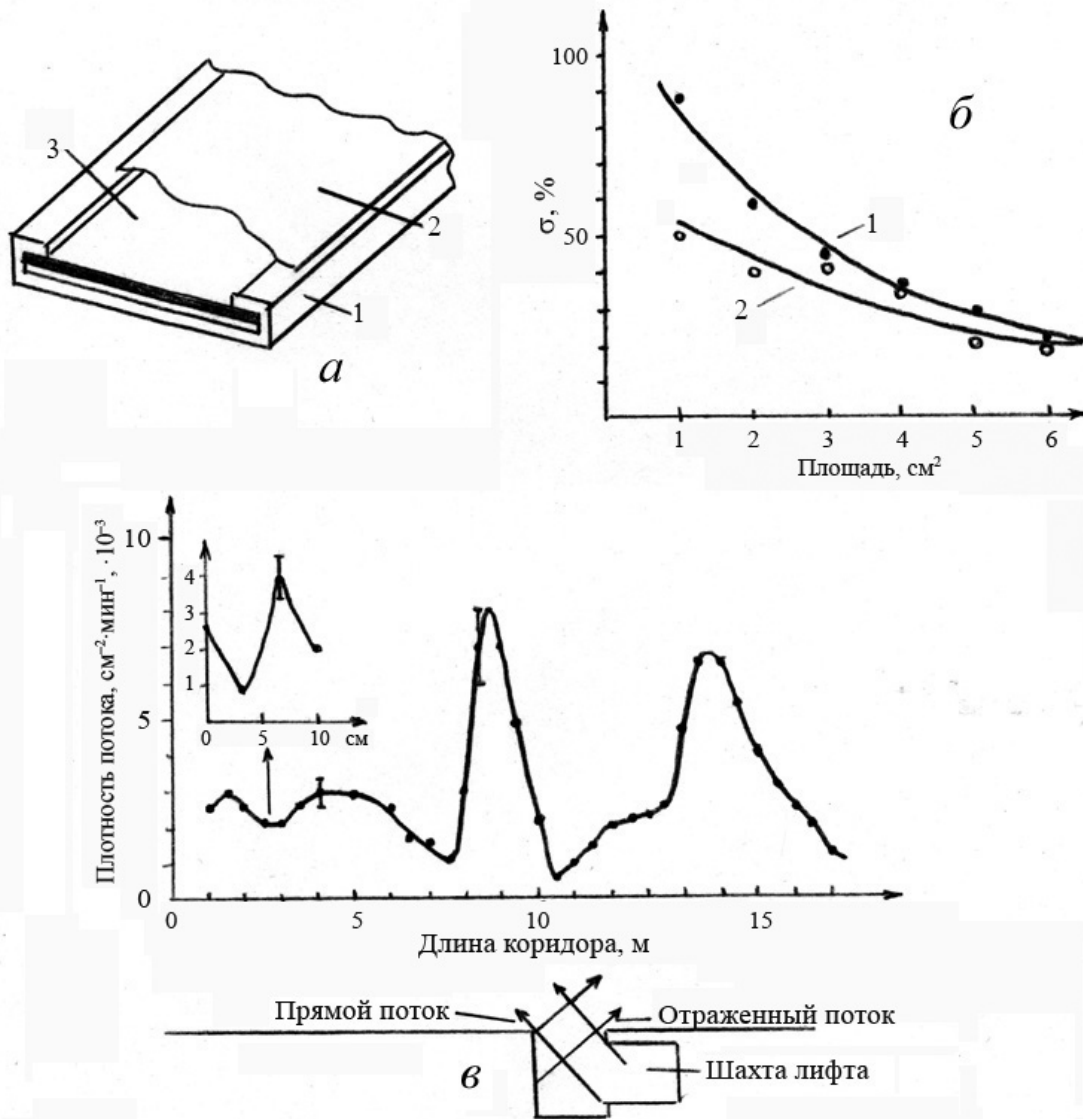 3
2
1
а
100
50
σ, %
б
1
2
1 2 3 4 5 6
Площадь, см²
Плотность потока, см⁻²·мин⁻¹, ·10⁻³
10
5
0
4
3
2
1
0 5 10 см
0 5 10 15
Длина коридора, м
Прямой поток
Отраженный поток
Шахта лифта
в